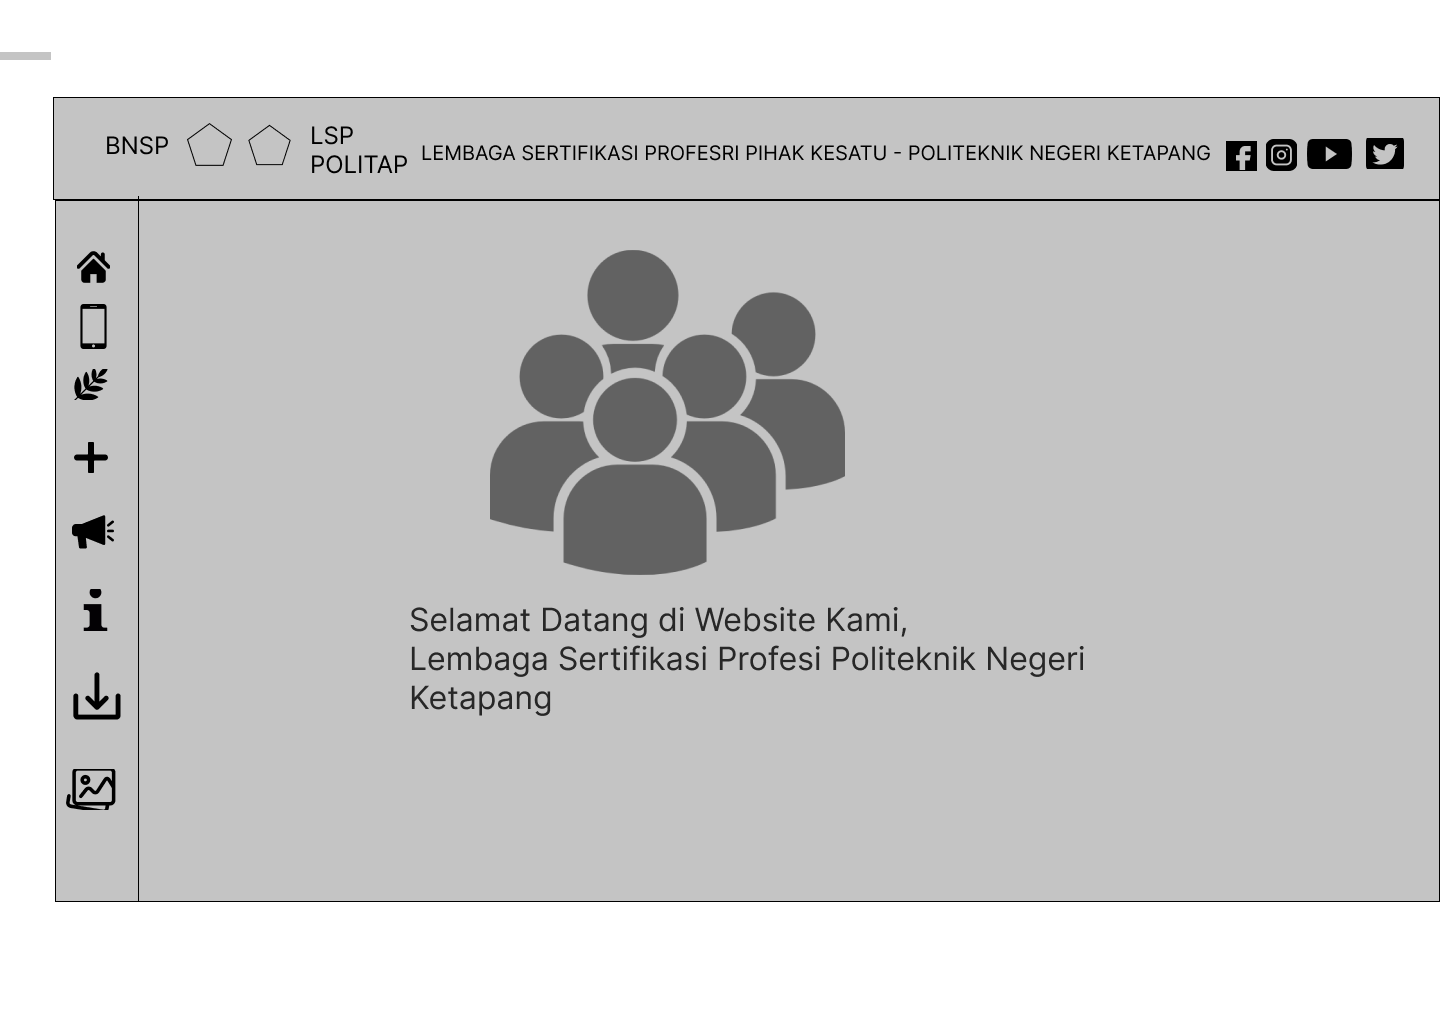 BNSP
LSP
POLITAP
LEMBAGA SERTIFIKASI PROFESRI PIHAK KESATU - POLITEKNIK NEGERI KETAPANG
Selamat Datang di Website Kami,
Lembaga Sertifikasi Profesi Politeknik Negeri
Ketapang